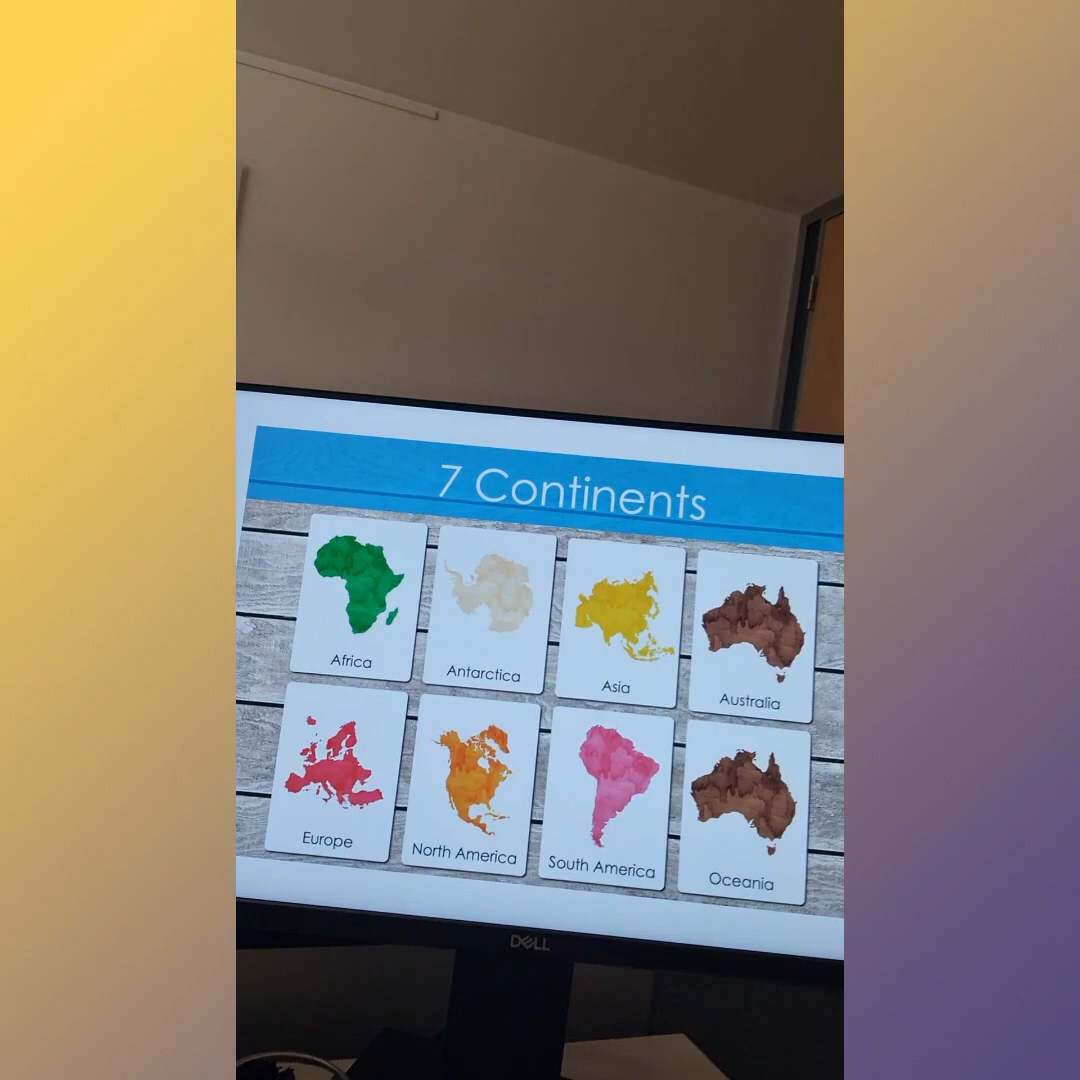 7 Continents
Africa
Antarctica
Asia
Australia
Europe
North America
South America
Oceania
DELL